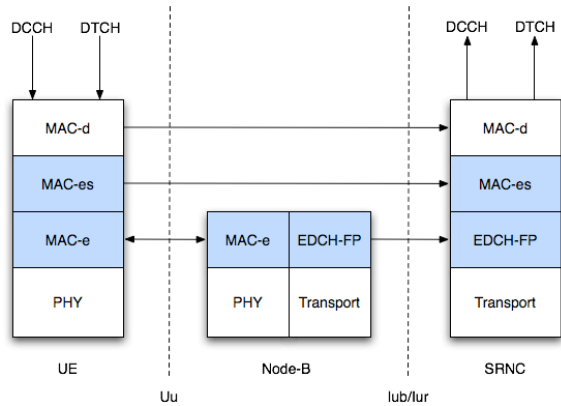 DCCH DTCH DCCH DTCH
MAC-d MAC-d
MAC-es MAC-es
MAC-e MAC-e EDCH-FP EDCH-FP
PHY PHY Transport Transport
UE Node-B SRNC
Uu Iub/Iur